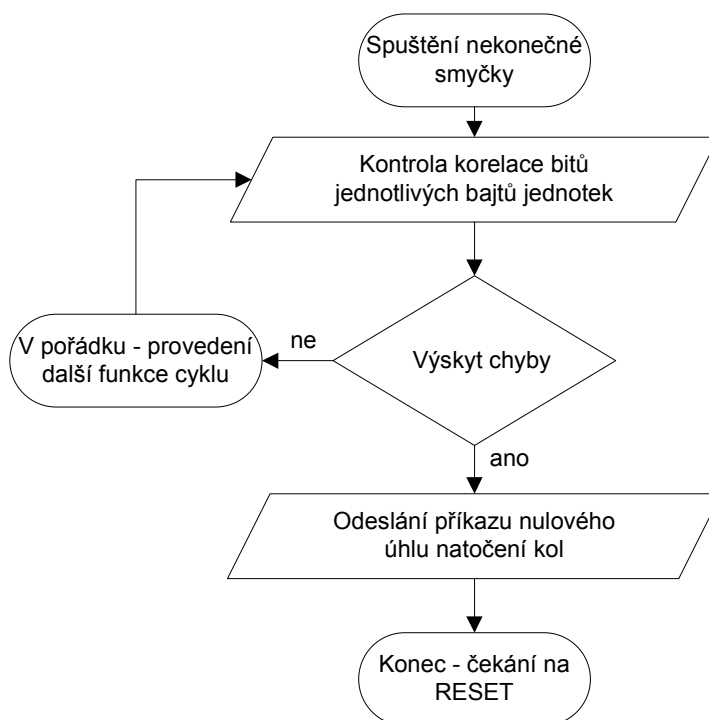 Spuštění nekonečné
smyčky
Kontrola korelace bitů
jednotlivých bajtů jednotek
Výskyt chyby
ne
V pořádku - provedení
další funkce cyklu
ano
Odeslání příkazu nulového
úhlu natočení kol
Konec - čekání na
RESET